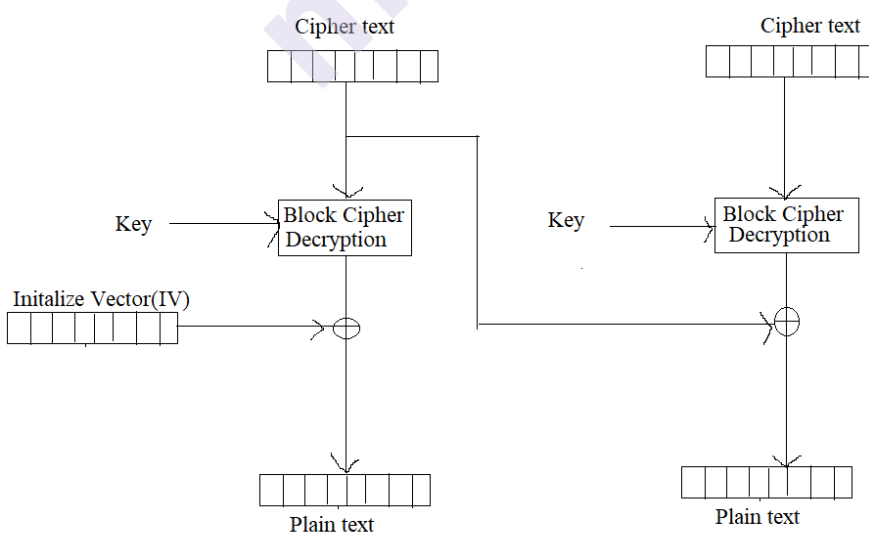 Cipher text
Cipher text
Key
Block Cipher
Decryption
Key
Block Cipher
Decryption
Initalize Vector(IV)
Plain text
Plain text